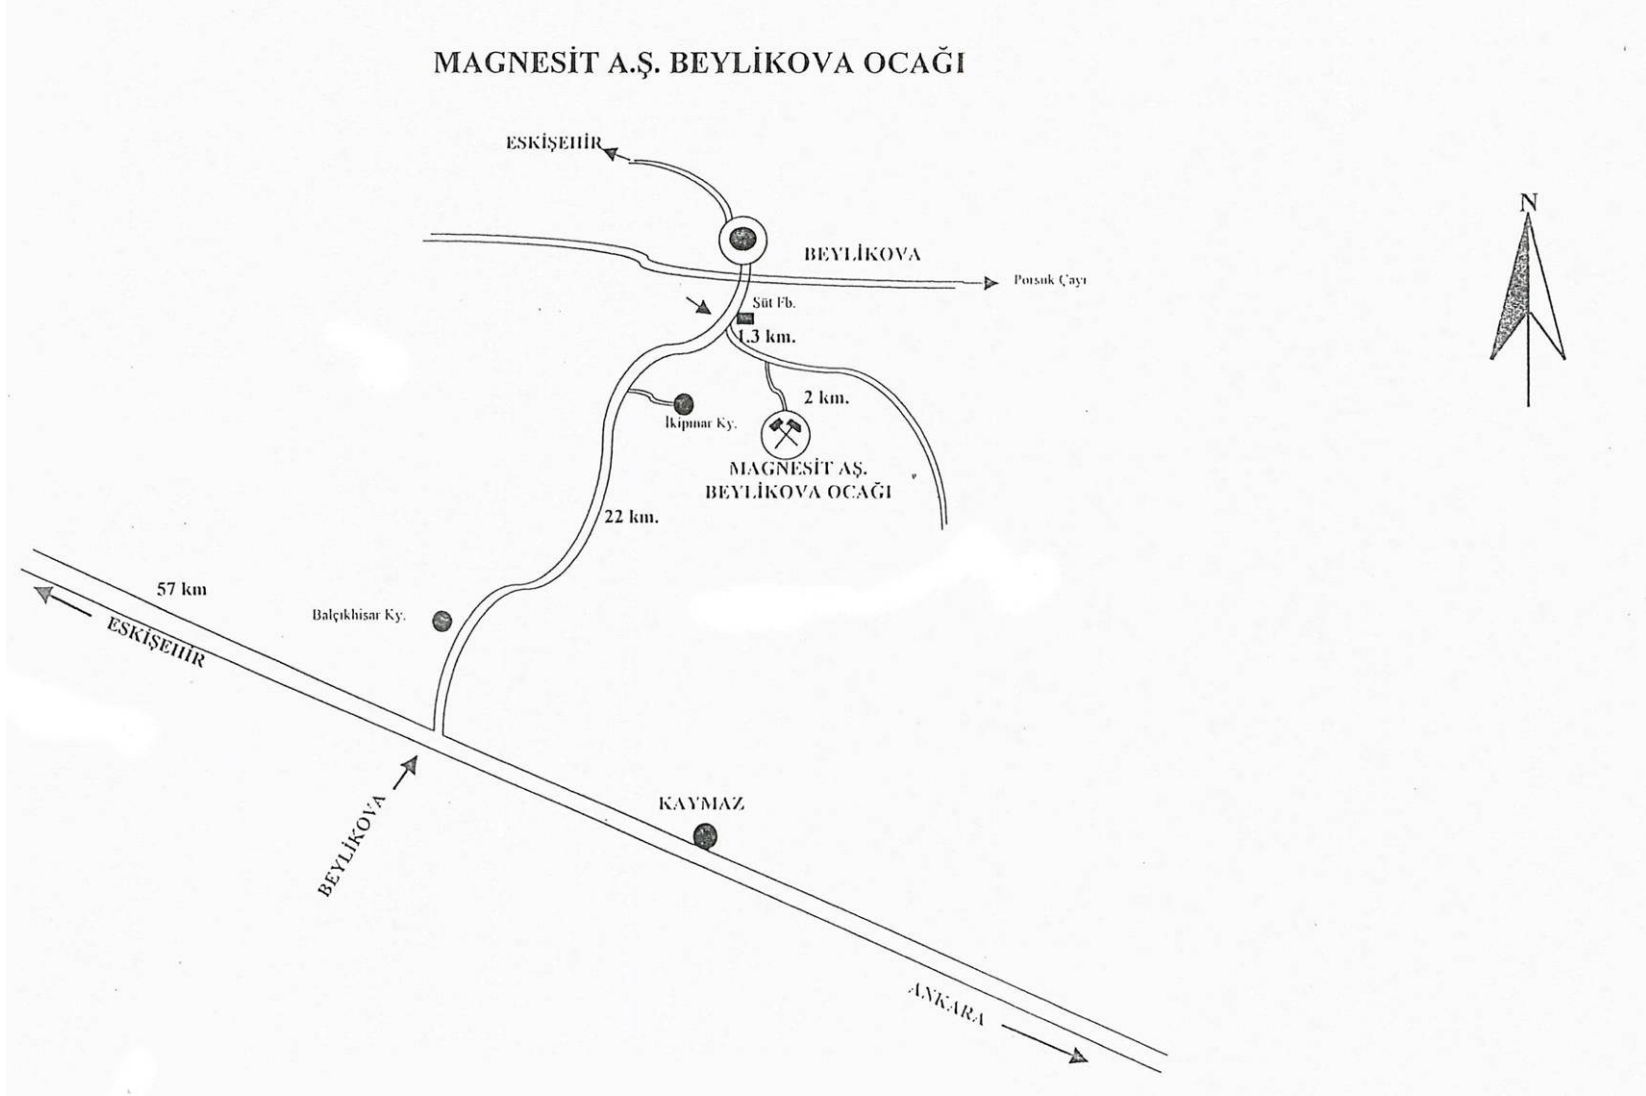 MAGNESİT A.Ş. BEYLİKOVA OCAĞI
ESKİŞEHİR
N
BEYLİKOVA
Porsuk Çayı
Süt Fb.
1.3 km.
2 km.
İkipınar Ky.
MAGNESİT AŞ.
BEYLİKOVA OCAĞI
22 km.
57 km
Balçıkhisar Ky.
ESKİŞEHİR
KAYMAZ
BEYLİKOVA
ANKARA